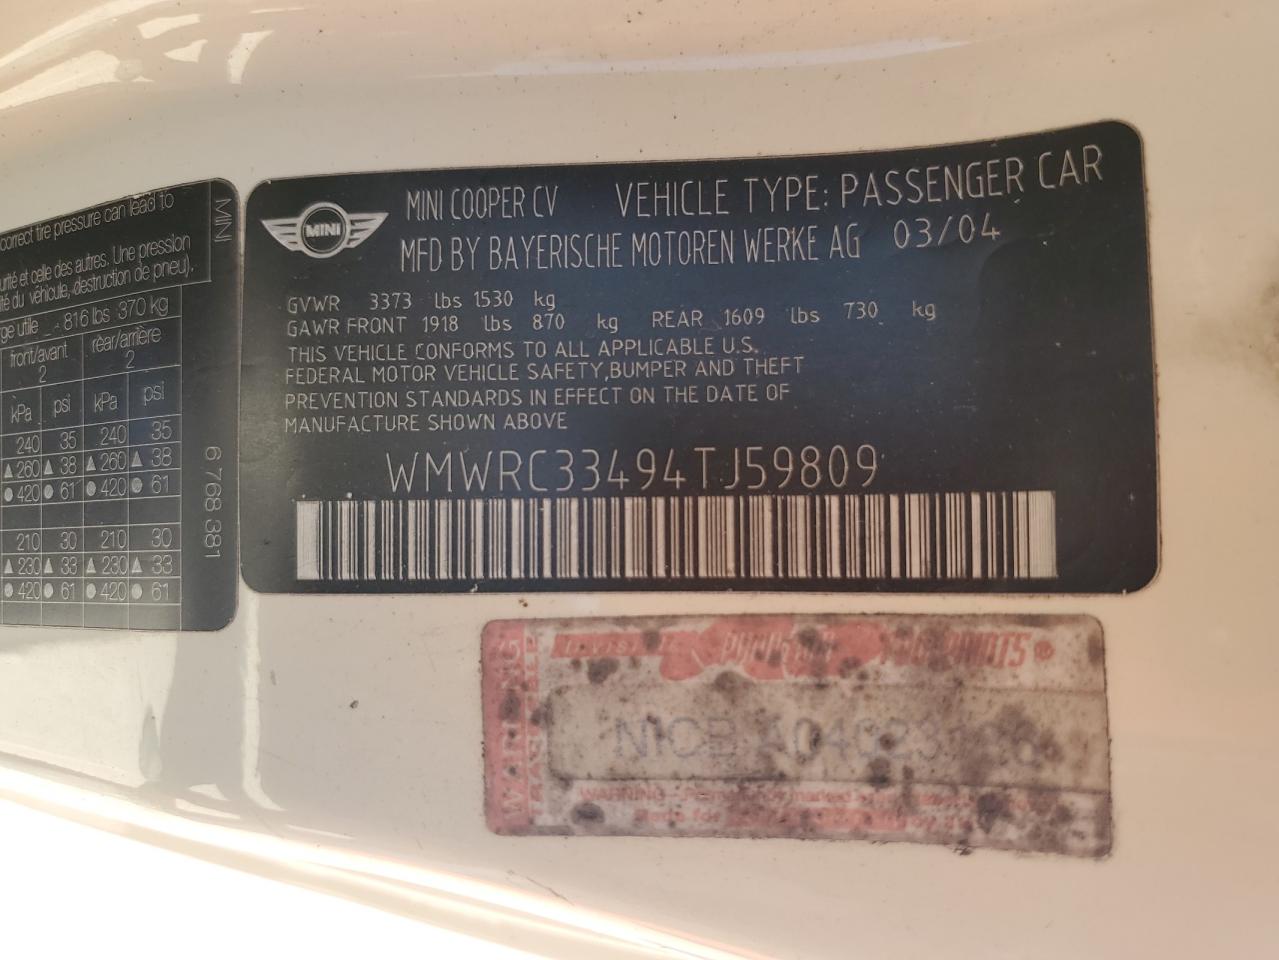 correct tire pressure can lead to
MINI
urité et celle des autres. Une pression
ité du véhicule, destruction de pneu).
rge utile 816 lbs 370 kg
front/avant rear/arrière
2 2
kPa psi kPa psi
240 35 240 35
▲260 ▲38 ▲260 ▲38
●420 ●61 ●420 ●61
210 30 210 30
▲230 ▲33 ▲230 ▲33
●420 ●61 ●420 ●61
6 768 381
MINI
MINI COOPER CV VEHICLE TYPE: PASSENGER CAR
MFD BY BAYERISCHE MOTOREN WERKE AG 03/04
GVWR 3373 lbs 1530 kg
GAWR FRONT 1918 lbs 870 kg REAR 1609 lbs 730 kg
THIS VEHICLE CONFORMS TO ALL APPLICABLE U.S.
FEDERAL MOTOR VEHICLE SAFETY,BUMPER AND THEFT
PREVENTION STANDARDS IN EFFECT ON THE DATE OF
MANUFACTURE SHOWN ABOVE
WMWRC33494TJ59809
WARNING
NICB
WARNING